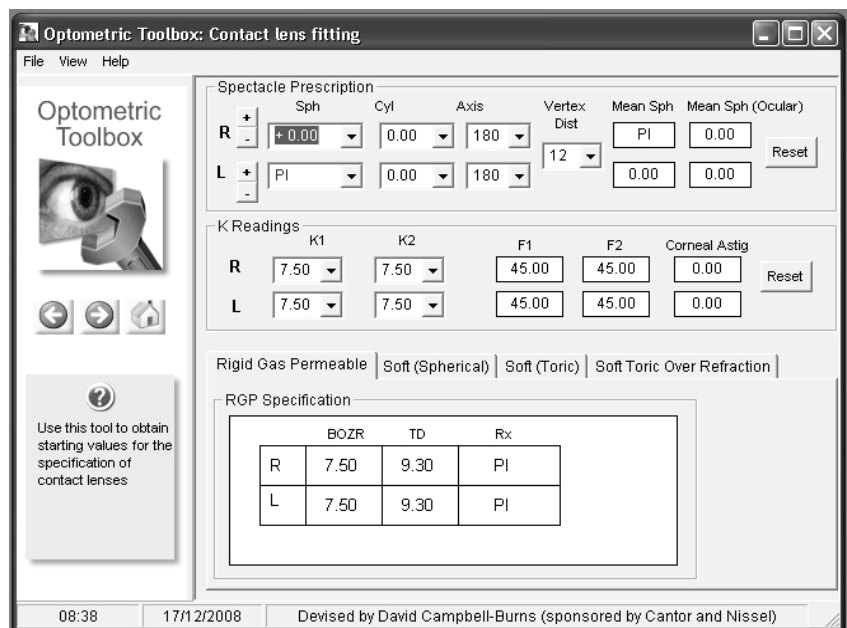 Optometric Toolbox: Contact lens fitting
File View Help
Optometric
Toolbox
?
Use this tool to obtain
starting values for the
specification of
contact lenses
Spectacle Prescription
Sph Cyl Axis Vertex Dist Mean Sph Mean Sph (Ocular)
R + - + 0.00 0.00 180 12 Pl 0.00 Reset
L + - Pl 0.00 180 0.00 0.00
K Readings
K1 K2 F1 F2 Corneal Astig
R 7.50 7.50 45.00 45.00 0.00 Reset
L 7.50 7.50 45.00 45.00 0.00
Rigid Gas Permeable Soft (Spherical) Soft (Toric) Soft Toric Over Refraction
RGP Specification
BOZR TD Rx
R 7.50 9.30 Pl
L 7.50 9.30 Pl
08:38 17/12/2008 Devised by David Campbell-Burns (sponsored by Cantor and Nissel)